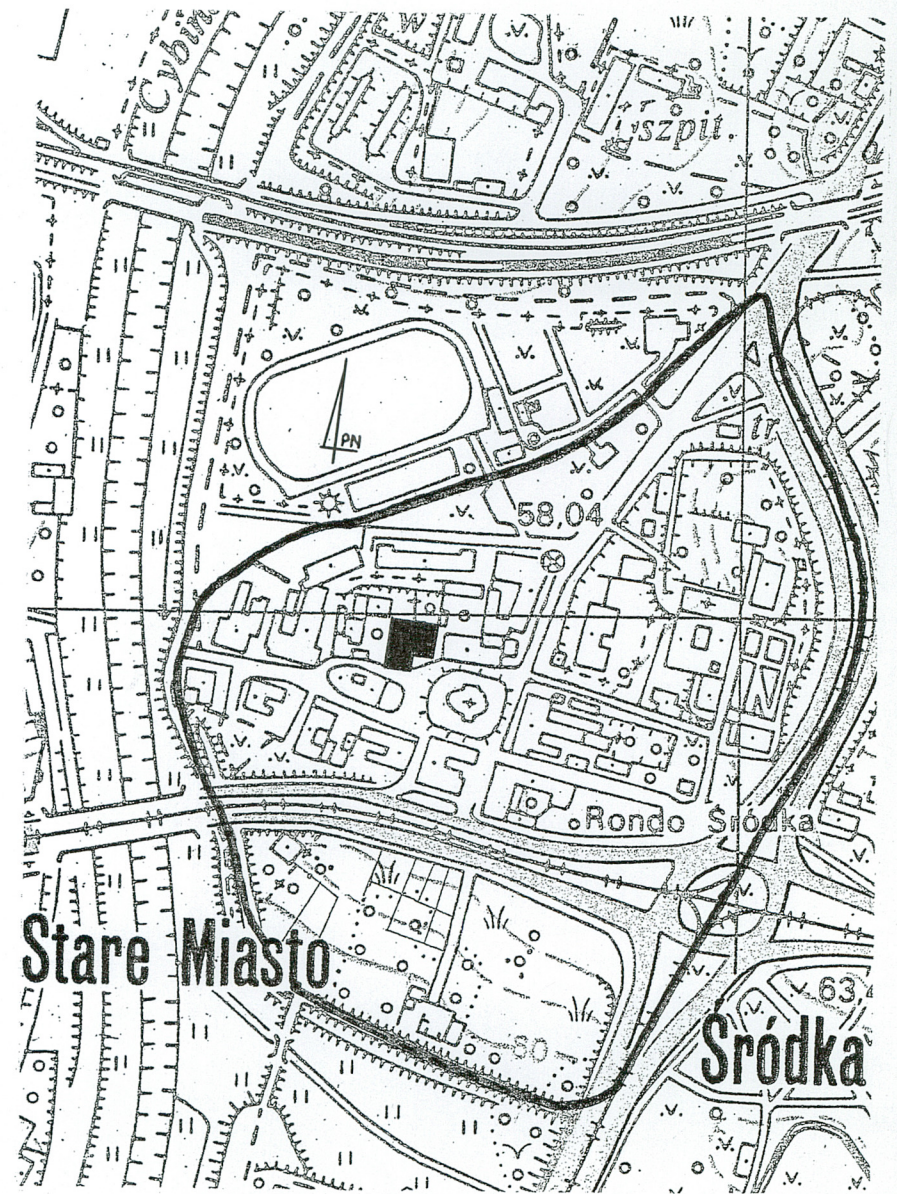 Cybin
w
szpit.
PN
tr
58,04
Rondo Śródka
Stare Miasto
63,
60
Śródka